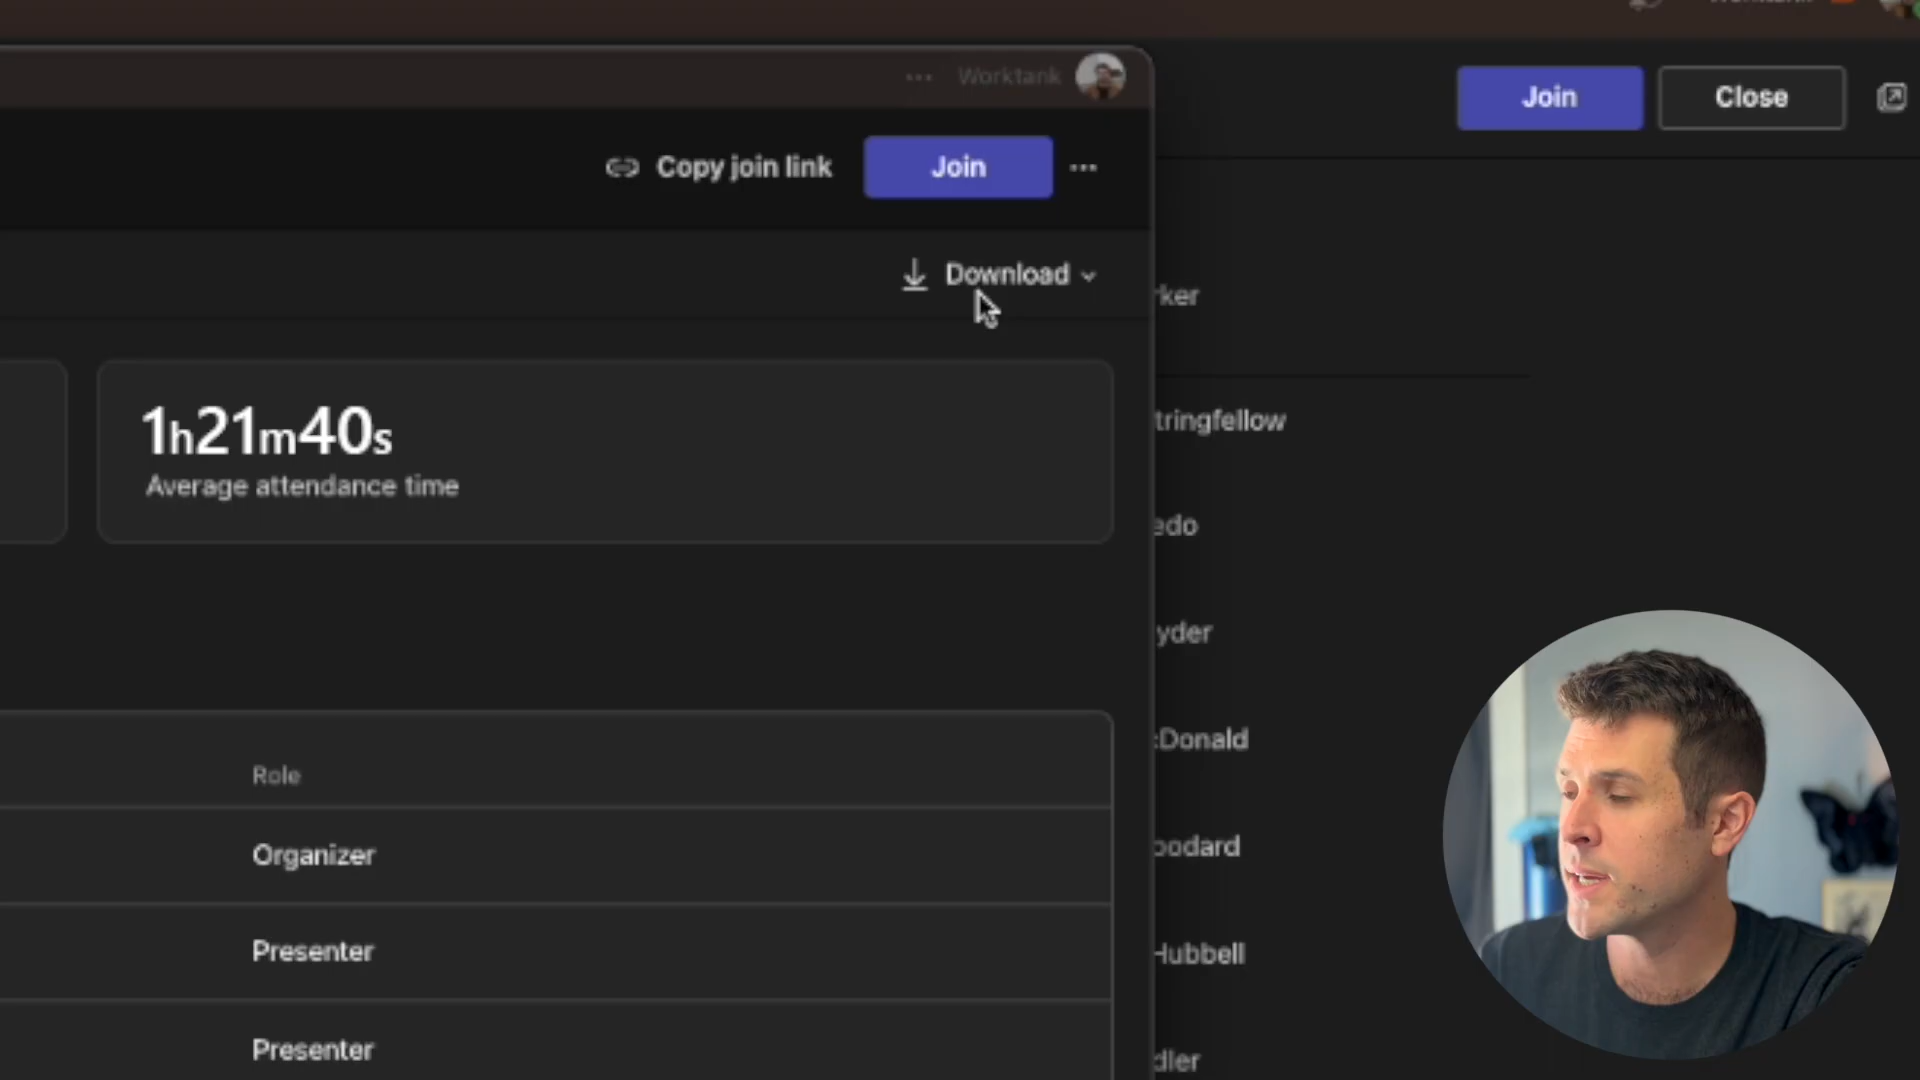 Worktank
Join
Close
Copy join link
Join
Download
rker
1h21m40s
Average attendance time
tringfellow
edo
yder
Donald
Role
oodard
Organizer
Presenter
Hubbell
Presenter
dler